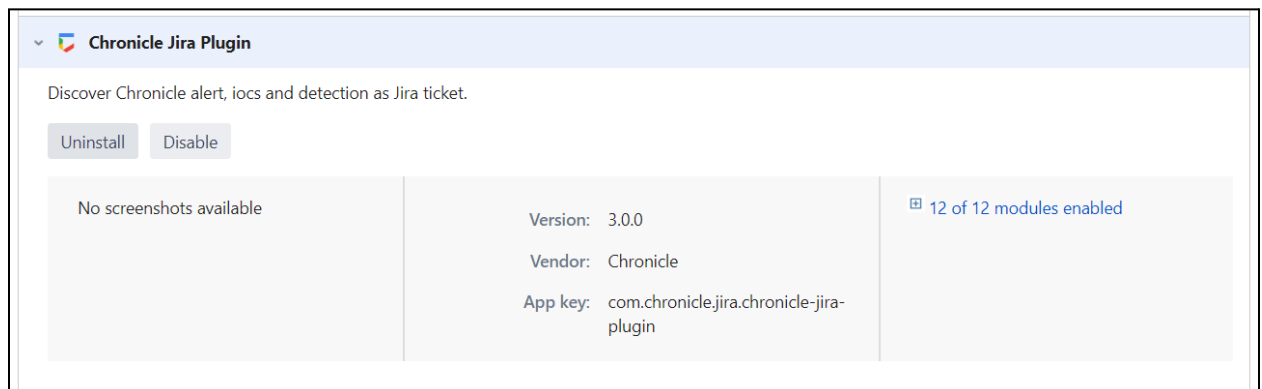 Chronicle Jira Plugin
Discover Chronicle alert, iocs and detection as Jira ticket.
Uninstall Disable
No screenshots available
Version: 3.0.0
Vendor: Chronicle
App key: com.chronicle.jira.chronicle-jira-
plugin
12 of 12 modules enabled